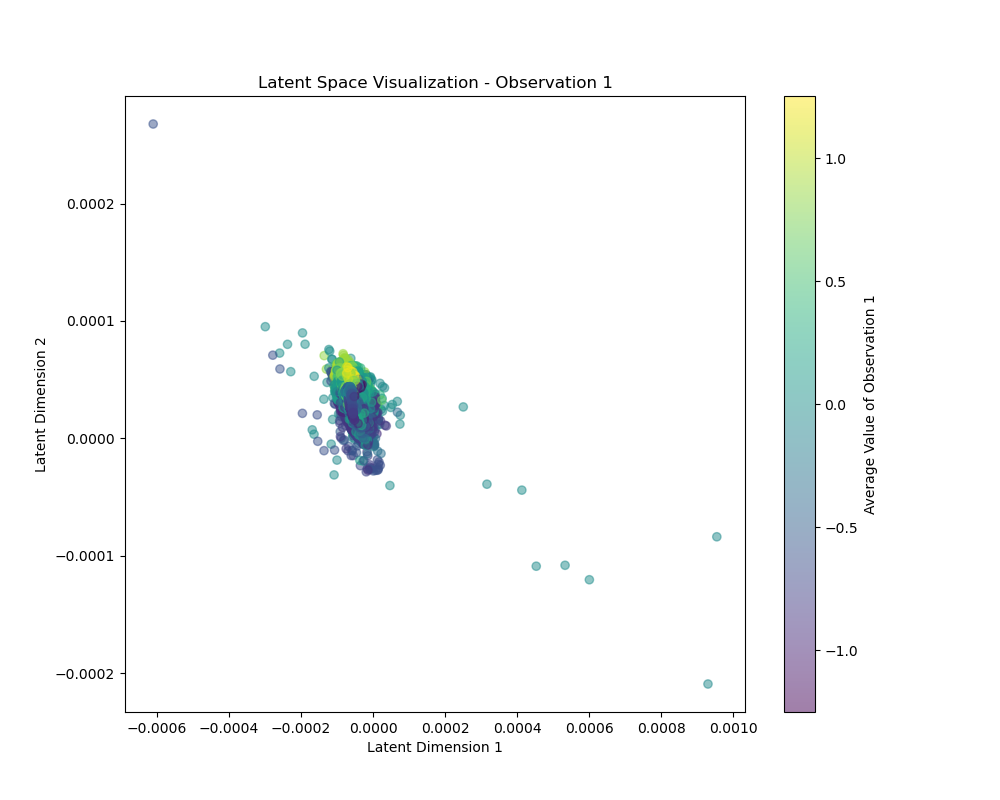 Latent Space Visualization - Observation 1
0.0002
0.0001
0.0000
−0.0001
−0.0002
Latent Dimension 2
−0.0006 −0.0004 −0.0002 0.0000 0.0002 0.0004 0.0006 0.0008 0.0010
Latent Dimension 1
1.0
0.5
0.0
−0.5
−1.0
Average Value of Observation 1